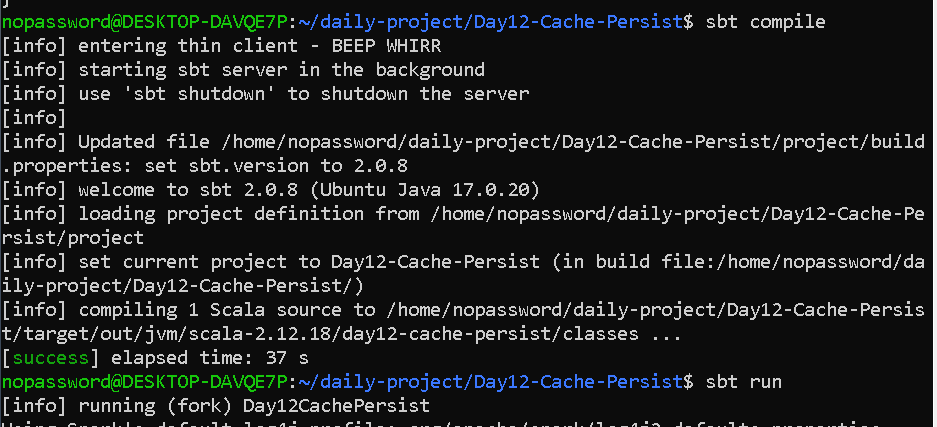 nopassword@DESKTOP-DAVQE7P:~/daily-project/Day12-Cache-Persist$ sbt compile
[info] entering thin client - BEEP WHIRR
[info] starting sbt server in the background
[info] use 'sbt shutdown' to shutdown the server
[info]
[info] Updated file /home/nopassword/daily-project/Day12-Cache-Persist/project/build
.properties: set sbt.version to 2.0.8
[info] welcome to sbt 2.0.8 (Ubuntu Java 17.0.20)
[info] loading project definition from /home/nopassword/daily-project/Day12-Cache-Pe
rsist/project
[info] set current project to Day12-Cache-Persist (in build file:/home/nopassword/da
ily-project/Day12-Cache-Persist/)
[info] compiling 1 Scala source to /home/nopassword/daily-project/Day12-Cache-Persis
t/target/out/jvm/scala-2.12.18/day12-cache-persist/classes ...
[success] elapsed time: 37 s
nopassword@DESKTOP-DAVQE7P:~/daily-project/Day12-Cache-Persist$ sbt run
[info] running (fork) Day12CachePersist